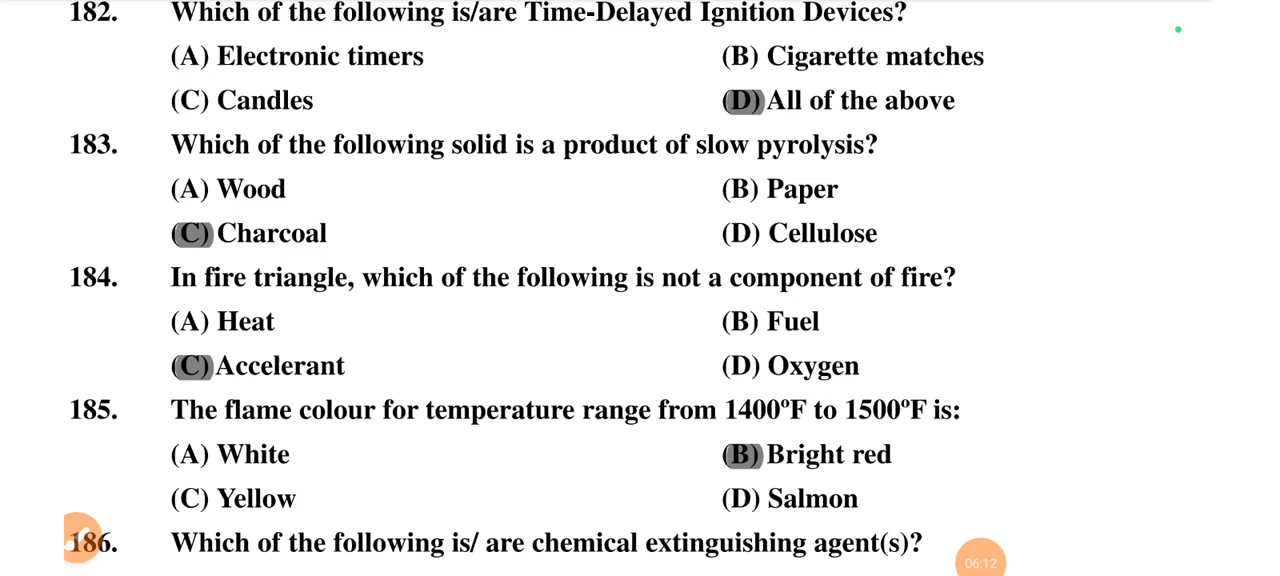 182. Which of the following is/are Time-Delayed Ignition Devices?
(A) Electronic timers (B) Cigarette matches
(C) Candles (D) All of the above
183. Which of the following solid is a product of slow pyrolysis?
(A) Wood (B) Paper
(C) Charcoal (D) Cellulose
184. In fire triangle, which of the following is not a component of fire?
(A) Heat (B) Fuel
(C) Accelerant (D) Oxygen
185. The flame colour for temperature range from 1400ºF to 1500ºF is:
(A) White (B) Bright red
(C) Yellow (D) Salmon
186. Which of the following is/ are chemical extinguishing agent(s)?
06:12